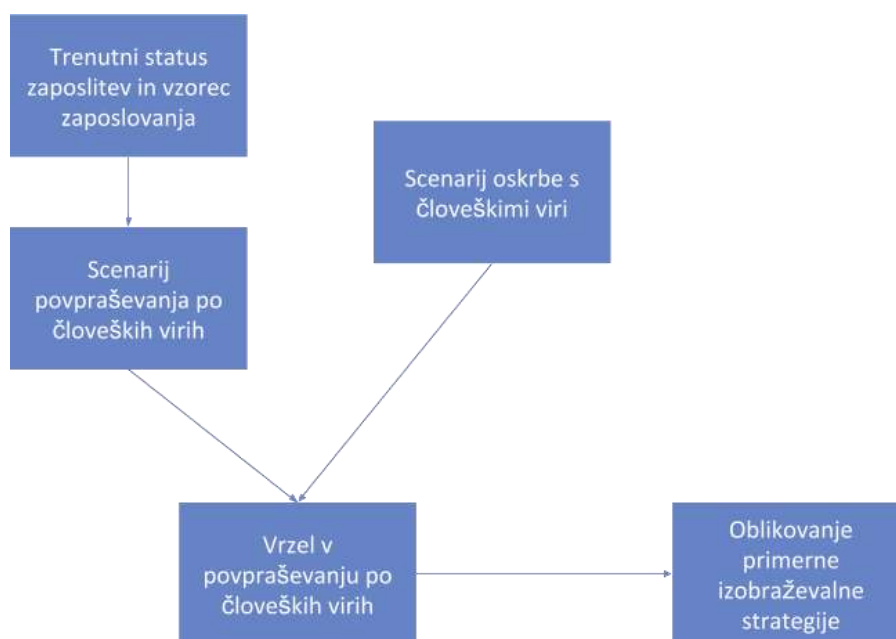 Trenutni status
zaposlitev in vzorec
zaposlovanja
Scenarij oskrbe s
človeškimi viri
Scenarij
povpraševanja po
človeških virih
Vrzel v
povpraševanju po
človeških virih
Oblikovanje
primerne
izobraževalne
strategije